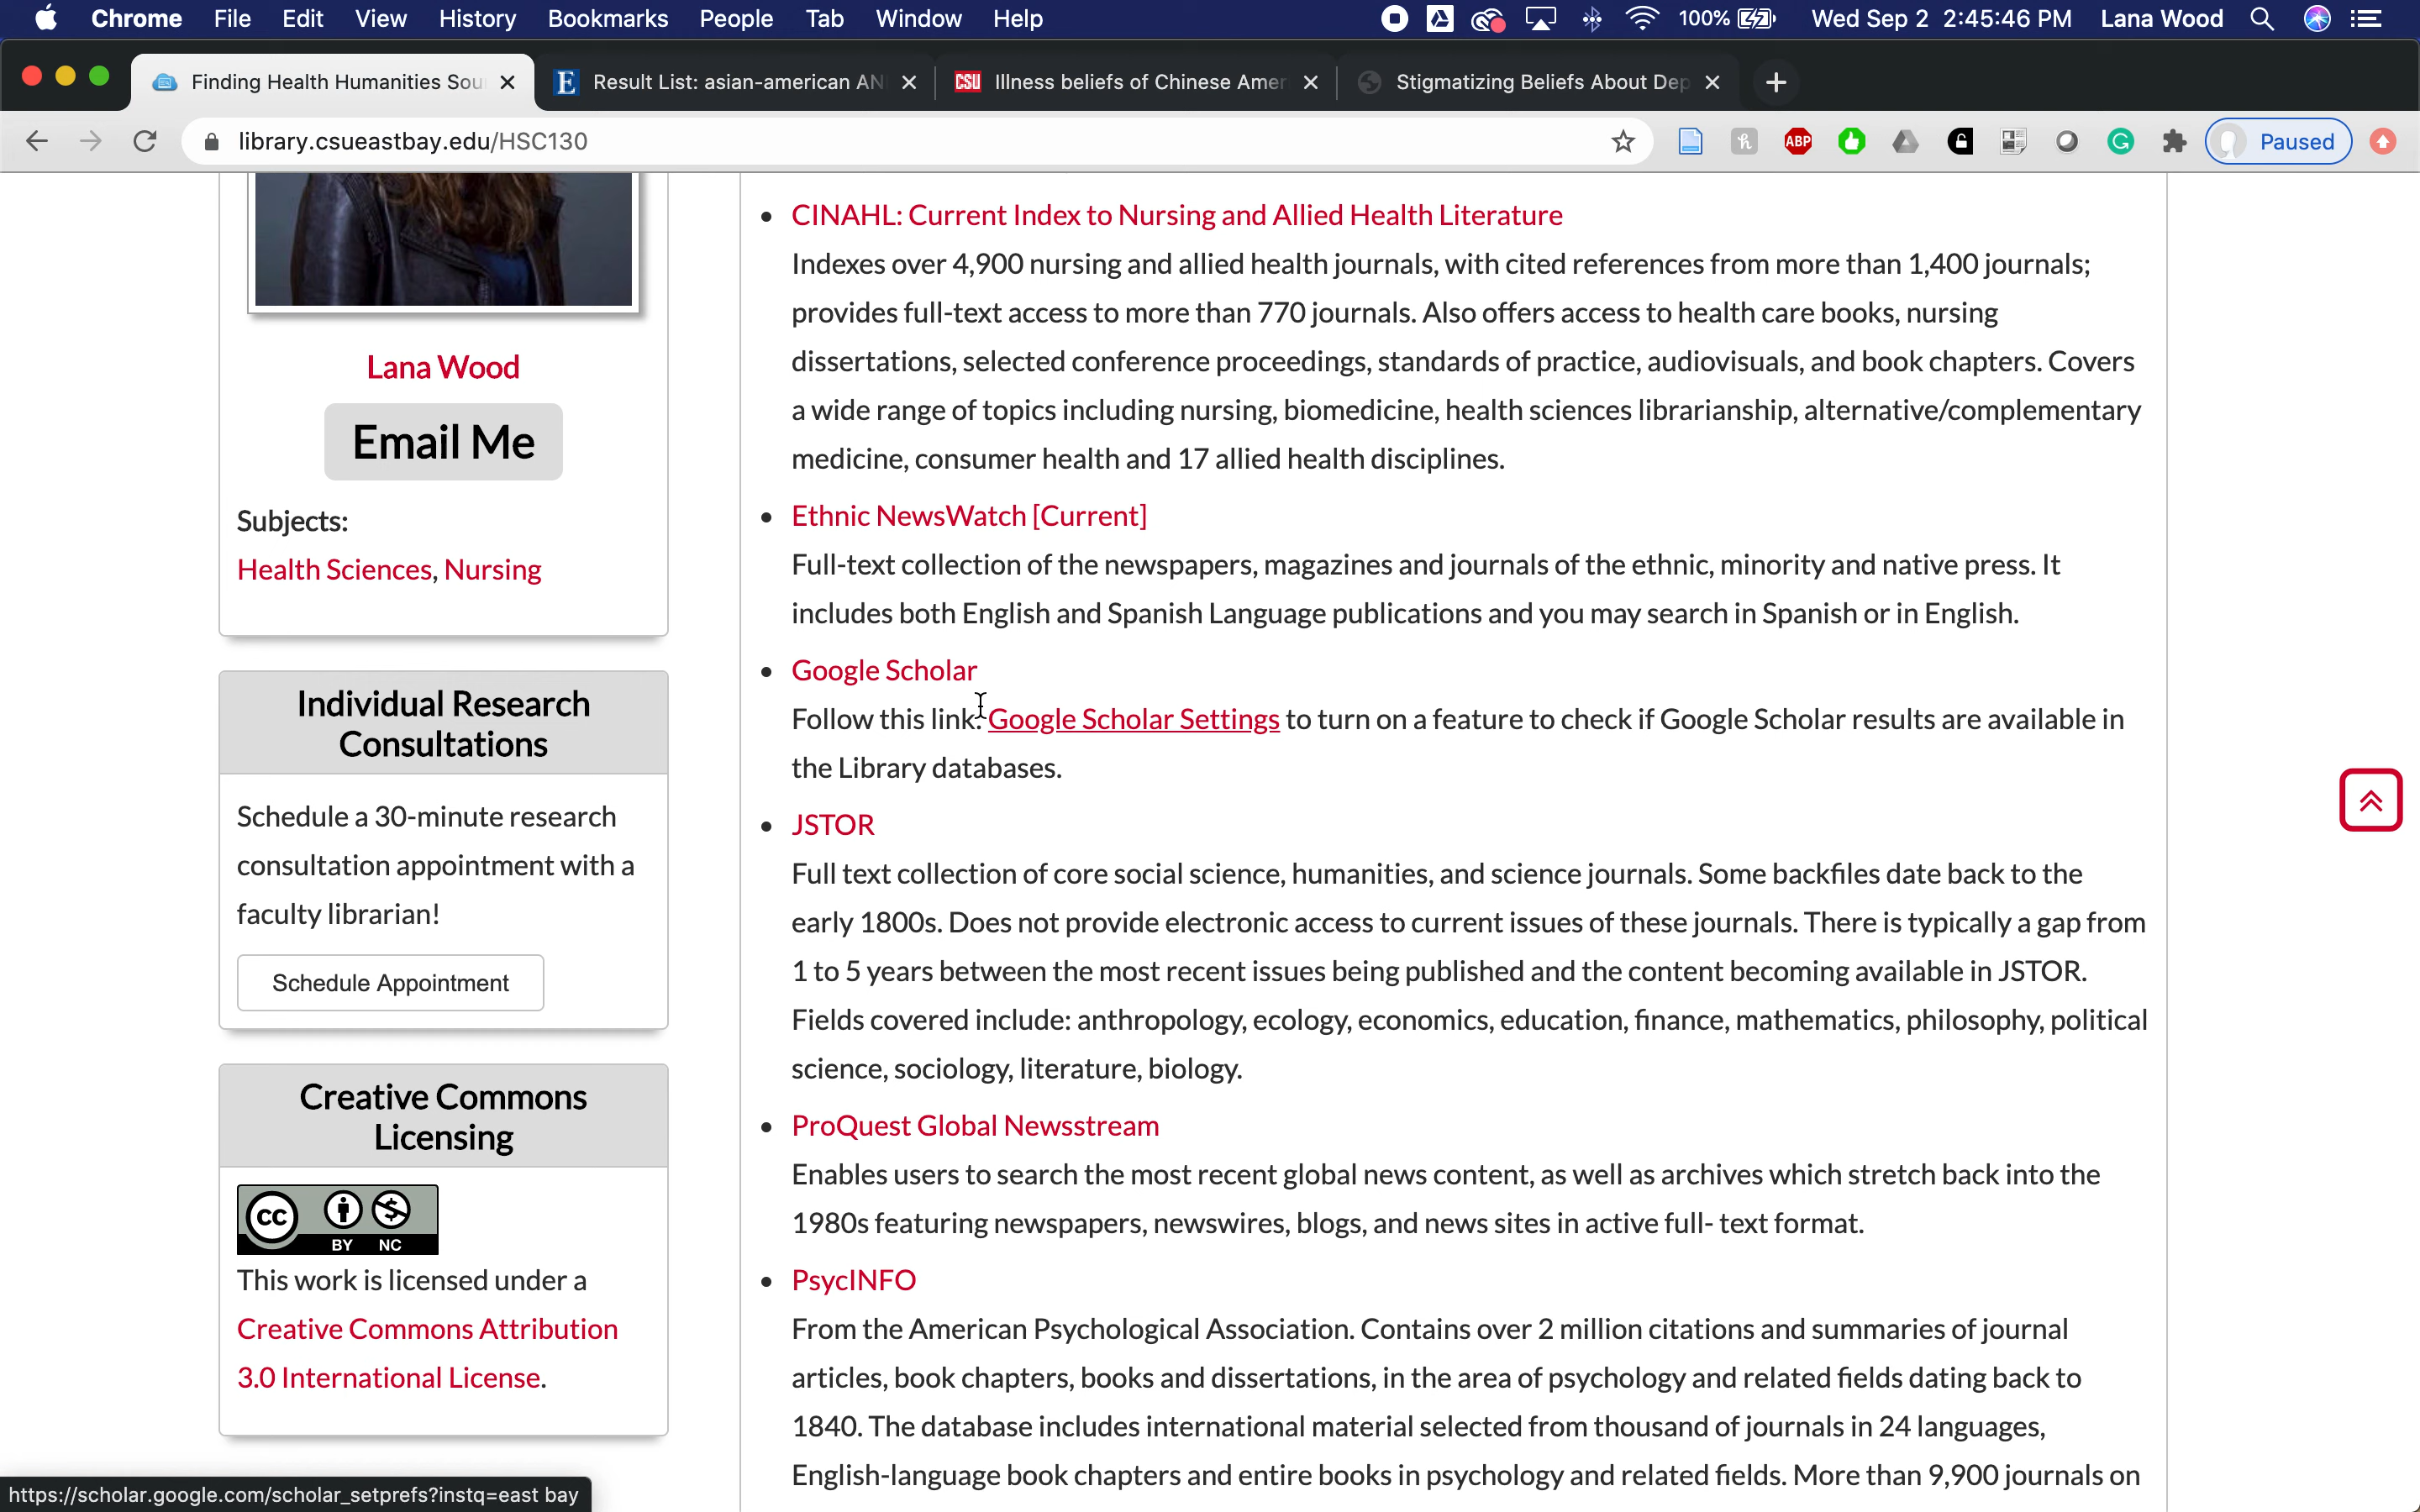 Chrome File Edit View History Bookmarks People Tab Window Help 100% Wed Sep 2 2:45:46 PM Lana Wood
Finding Health Humanities Sou
E Result List: asian-american AN
CSU Illness beliefs of Chinese Amer
Stigmatizing Beliefs About Dep
library.csueastbay.edu/HSC130
ABP
Paused
Lana Wood
Email Me
Subjects:
Health Sciences, Nursing
Individual Research
Consultations
Schedule a 30-minute research
consultation appointment with a
faculty librarian!
Schedule Appointment
Creative Commons
Licensing
CC BY NC
This work is licensed under a
Creative Commons Attribution
3.0 International License.
CINAHL: Current Index to Nursing and Allied Health Literature
Indexes over 4,900 nursing and allied health journals, with cited references from more than 1,400 journals;
provides full-text access to more than 770 journals. Also offers access to health care books, nursing
dissertations, selected conference proceedings, standards of practice, audiovisuals, and book chapters. Covers
a wide range of topics including nursing, biomedicine, health sciences librarianship, alternative/complementary
medicine, consumer health and 17 allied health disciplines.
Ethnic NewsWatch [Current]
Full-text collection of the newspapers, magazines and journals of the ethnic, minority and native press. It
includes both English and Spanish Language publications and you may search in Spanish or in English.
Google Scholar
Follow this link: Google Scholar Settings to turn on a feature to check if Google Scholar results are available in
the Library databases.
JSTOR
Full text collection of core social science, humanities, and science journals. Some backfiles date back to the
early 1800s. Does not provide electronic access to current issues of these journals. There is typically a gap from
1 to 5 years between the most recent issues being published and the content becoming available in JSTOR.
Fields covered include: anthropology, ecology, economics, education, finance, mathematics, philosophy, political
science, sociology, literature, biology.
ProQuest Global Newsstream
Enables users to search the most recent global news content, as well as archives which stretch back into the
1980s featuring newspapers, newswires, blogs, and news sites in active full- text format.
PsycINFO
From the American Psychological Association. Contains over 2 million citations and summaries of journal
articles, book chapters, books and dissertations, in the area of psychology and related fields dating back to
1840. The database includes international material selected from thousand of journals in 24 languages,
English-language book chapters and entire books in psychology and related fields. More than 9,900 journals on
https://scholar.google.com/scholar_setprefs?instq=east bay